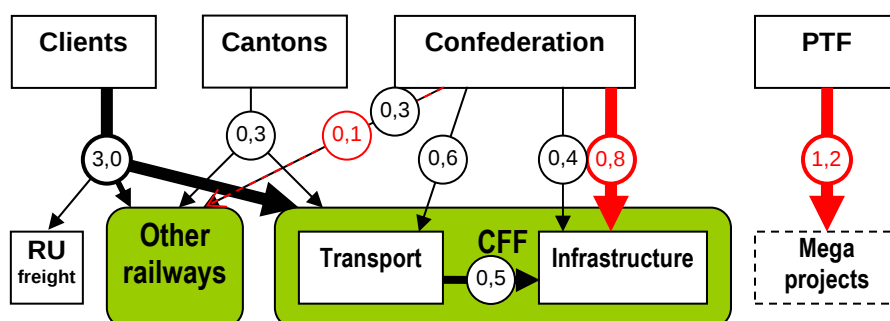 Clients
Cantons
Confederation
PTF
0,3
0,1
0,3
3,0
0,6
0,4
0,8
1,2
RU
freight
Other
railways
CFF
Transport
Infrastructure
0,5
Mega
projects